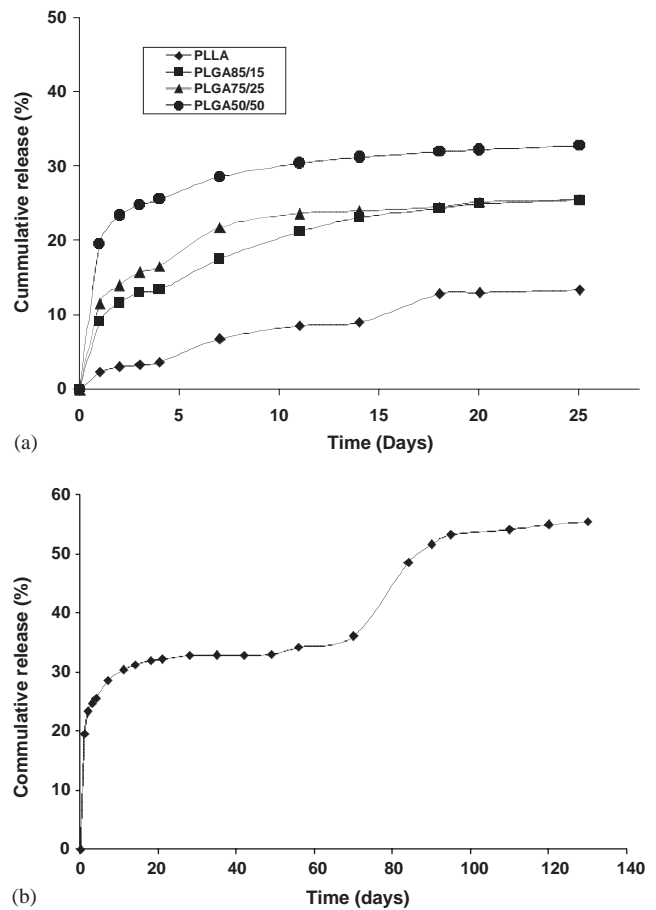 50
40
30
20
10
0
Cummulative release (%)
PLLA
PLGA85/15
PLGA75/25
PLGA50/50
0 5 10 15 20 25
(a)
Time (Days)
60
50
40
30
20
10
0
Commulative release (%)
0 20 40 60 80 100 120 140
(b)
Time (days)